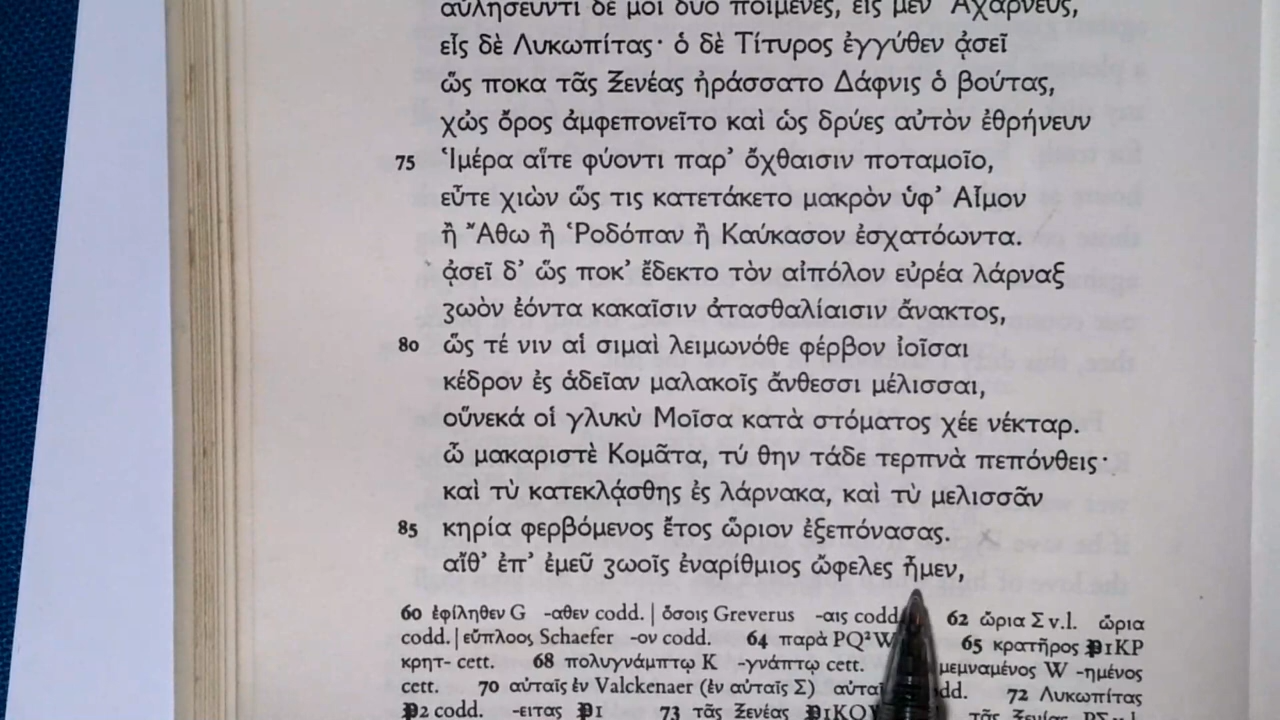 αὐλησεῦντι δέ μοι δύο ποιμένες, εἷς μὲν Ἀχαρνεύς,
εἷς δὲ Λυκωπίτας· ὁ δὲ Τίτυρος ἐγγύθεν ᾀσεῖ
ὥς ποκα τᾶς Ξενέας ἠράσσατο Δάφνις ὁ βούτας,
χὠς ὄρος ἀμφεπονεῖτο καὶ ὡς δρύες αὐτὸν ἐθρήνευν
75 Ἱμέρα αἵτε φύοντι παρ’ ὄχθαισιν ποταμοῖο,
εὖτε χιὼν ὥς τις κατετάκετο μακρὸν ὑφ’ Αἷμον
ἢ Ἄθω ἢ Ῥοδόπαν ἢ Καύκασον ἐσχατόωντα.
ᾀσεῖ δ’ ὥς ποκ’ ἔδεκτο τὸν αἰπόλον εὐρέα λάρναξ
ζωὸν ἐόντα κακαῖσιν ἀτασθαλίαισιν ἄνακτος,
80 ὥς τέ νιν αἱ σιμαὶ λειμωνόθε φέρβον ἰοῖσαι
κέδρον ἐς ἁδεῖαν μαλακοῖς ἄνθεσσι μέλισσαι,
οὕνεκά οἱ γλυκὺ Μοῖσα κατὰ στόματος χέε νέκταρ.
ὦ μακαριστὲ Κομᾶτα, τύ θην τάδε τερπνὰ πεπόνθεις·
καὶ τὺ κατεκλᾴσθης ἐς λάρνακα, καὶ τὺ μελισσᾶν
85 κηρία φερβόμενος ἔτος ὥριον ἐξεπόνασας.
αἴθ’ ἐπ’ ἐμεῦ ζωοῖς ἐναρίθμιος ὤφελες ἦμεν,
60 ἐφίληθεν G -αθεν codd. | ὅσοις Greverus -αις codd. 62 ὥρια Σ v.l. ὥρια
codd. | εὔπλοος Schaefer -ον codd. 64 παρὰ PQ²W 65 κρατῆρος 𝔓1KP
κρητ- cett. 68 πολυγνάμπτῳ K -γνάπτῳ cett. μεμναμένος W -ημένος
cett. 70 αὐταῖς ἐν Valckenaer (ἐν αὐταῖς Σ) 72 Λυκωπίτας
𝔓2 codd. -ειτας 𝔓1 73 τᾶς Ξενέας